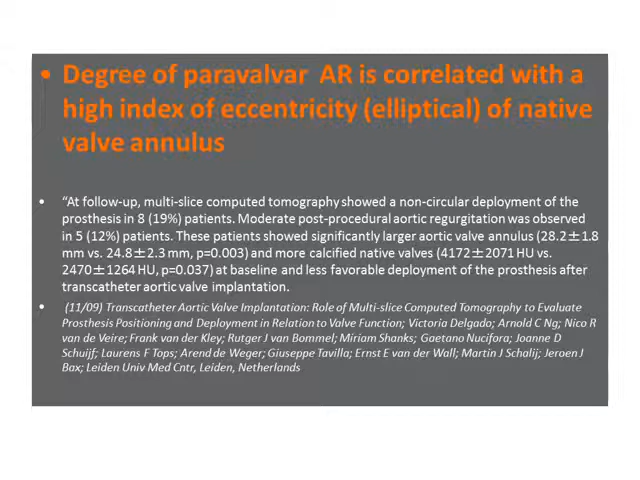 • Degree of paravalvar  AR is correlated with a
high index of eccentricity (elliptical) of native
valve annulus
• “At follow-up, multi-slice computed tomography showed a non-circular deployment of the
prosthesis in 8 (19%) patients. Moderate post-procedural aortic regurgitation was observed
in 5 (12%) patients. These patients showed significantly larger aortic valve annulus (28.2±1.8
mm vs. 24.8±2.3 mm, p=0.003) and more calcified native valves (4172±2071 HU vs.
2470±1264 HU, p=0.037) at baseline and less favorable deployment of the prosthesis after
transcatheter aortic valve implantation.
• (11/09) Transcatheter Aortic Valve Implantation: Role of Multi-slice Computed Tomography to Evaluate
Prosthesis Positioning and Deployment in Relation to Valve Function; Victoria Delgado; Arnold C Ng; Nico R
van de Veire; Frank van der Kley; Rutger J van Bommel; Miriam Shanks; Gaetano Nucifora; Joanne D
Schuijf; Laurens F Tops; Arend de Weger; Giuseppe Tavilla; Ernst E van der Wall; Martin J Schalij; Jeroen J
Bax; Leiden Univ Med Cntr, Leiden, Netherlands